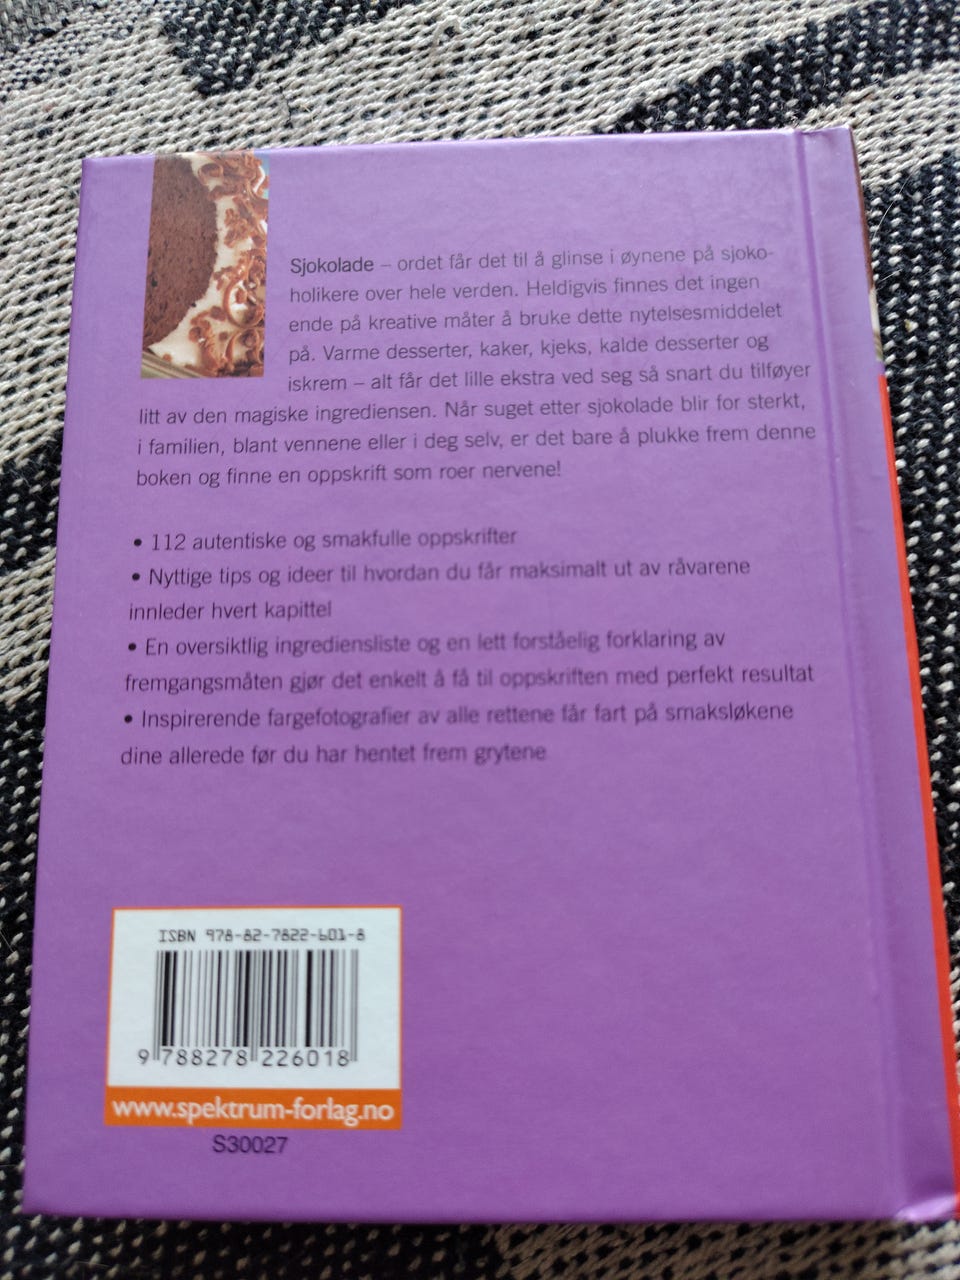 Sjokolade – ordet får det til å glinse i øynene på sjoko-
holikere over hele verden. Heldigvis finnes det ingen
ende på kreative måter å bruke dette nytelsesmiddelet
på. Varme desserter, kaker, kjeks, kalde desserter og
iskrem – alt får det lille ekstra ved seg så snart du tilføyer
litt av den magiske ingrediensen. Når suget etter sjokolade blir for sterkt,
i familien, blant vennene eller i deg selv, er det bare å plukke frem denne
boken og finne en oppskrift som roer nervene!
• 112 autentiske og smakfulle oppskrifter
• Nyttige tips og ideer til hvordan du får maksimalt ut av råvarene
innleder hvert kapittel
• En oversiktlig ingrediensliste og en lett forståelig forklaring av
fremgangsmåten gjør det enkelt å få til oppskriften med perfekt resultat
• Inspirerende fargefotografier av alle rettene får fart på smaksløkene
dine allerede før du har hentet frem grytene
ISBN 978-82-7822-601-8
9 788278 226018
www.spektrum-forlag.no
S30027